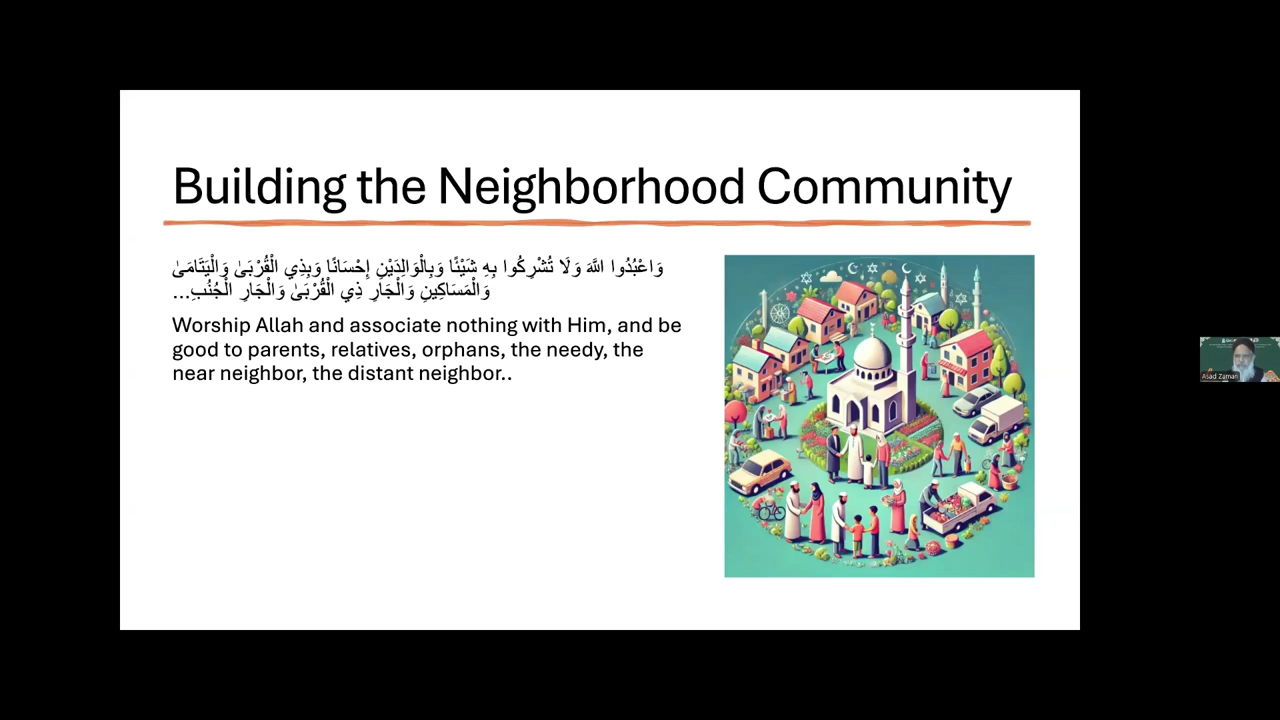 Building the Neighborhood Community
وَاعْبُدُوا اللَّهَ وَلَا تُشْرِكُوا بِهِ شَيْئًا وَبِالْوَالِدَيْنِ إِحْسَانًا وَبِذِي الْقُرْبَىٰ وَالْيَتَامَىٰ
وَالْمَسَاكِينِ وَالْجَارِ ذِي الْقُرْبَىٰ وَالْجَارِ الْجُنُبِ...
Worship Allah and associate nothing with Him, and be
good to parents, relatives, orphans, the needy, the
near neighbor, the distant neighbor..
Asad Zaman